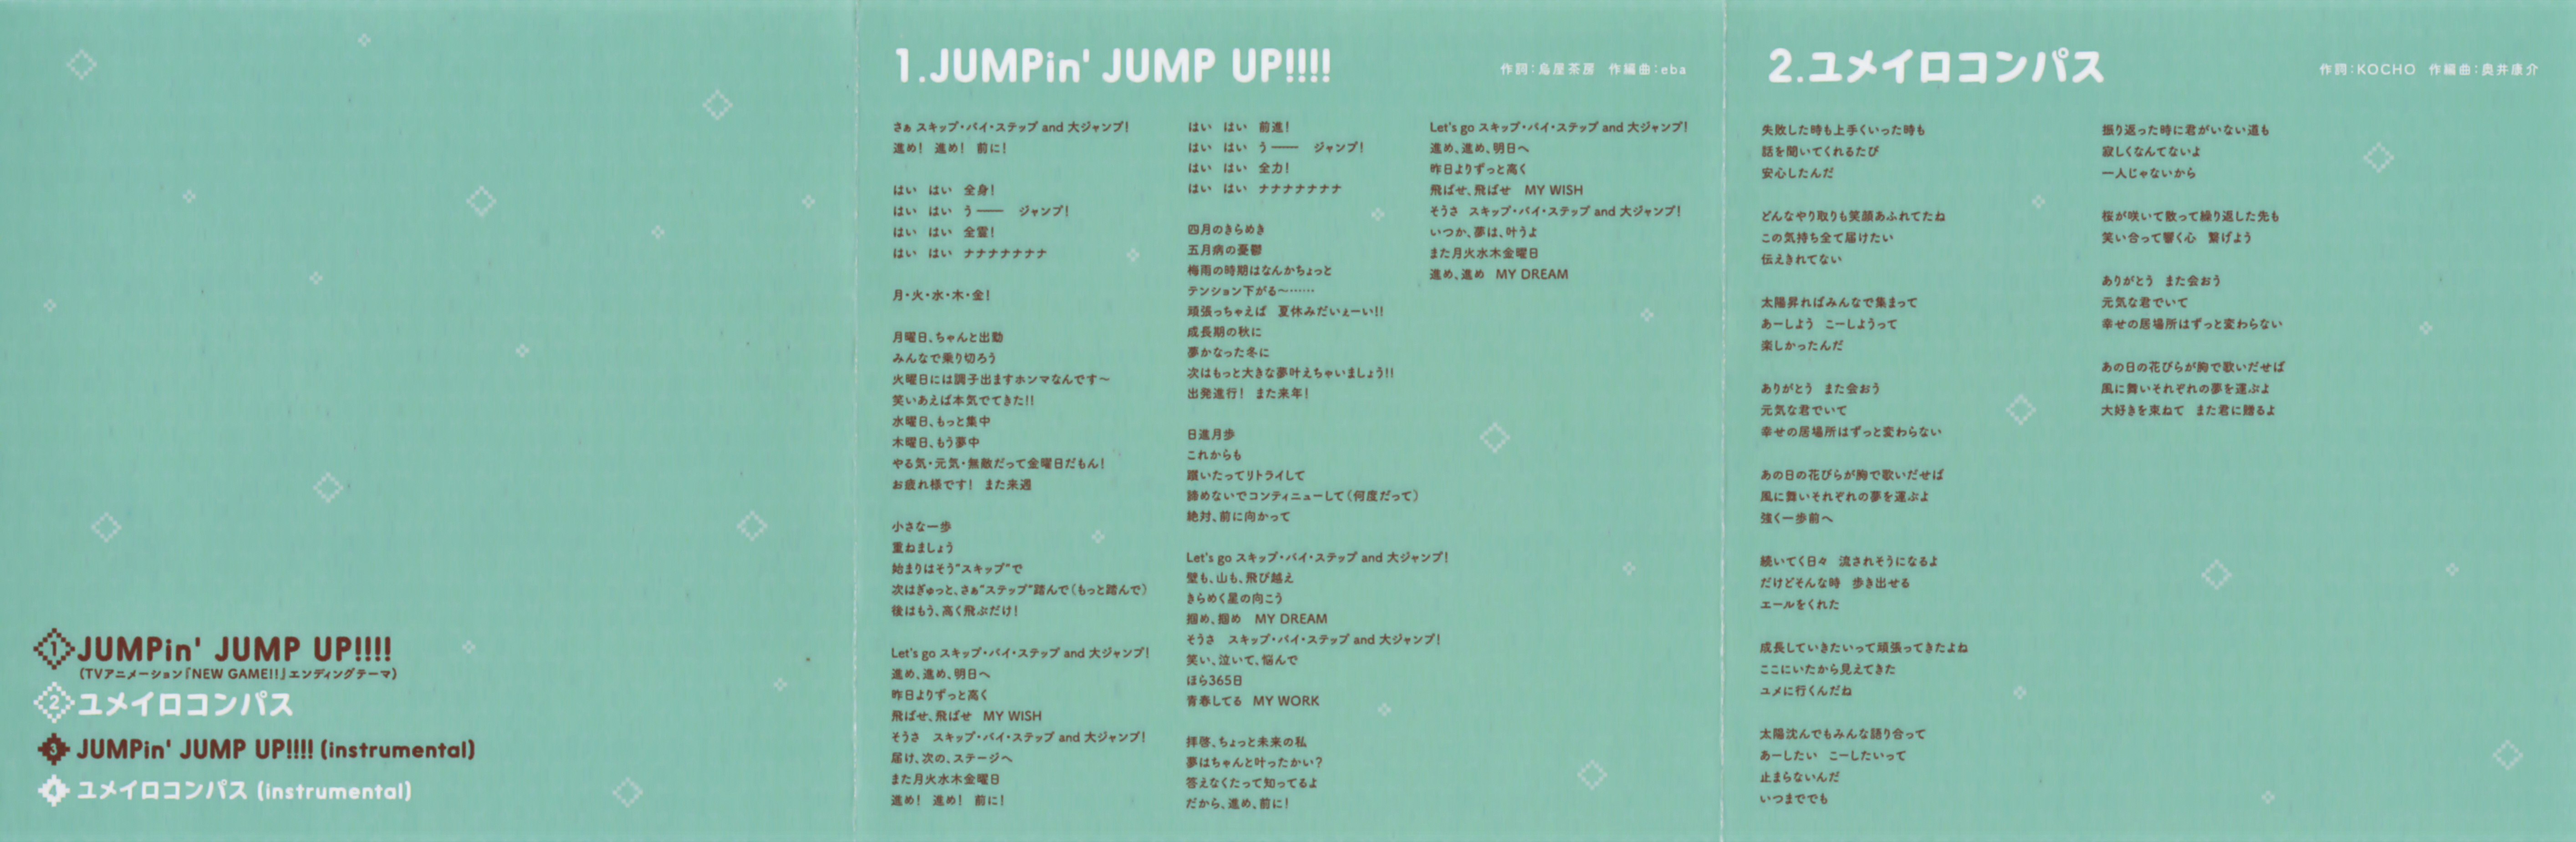 ①JUMPin' JUMP UP!!!!
(TVアニメーション「NEW GAME!!」エンディングテーマ)
②ユメイロコンパス
③JUMPin' JUMP UP!!!! (instrumental)
④ユメイロコンパス (instrumental)
1.JUMPin' JUMP UP!!!!
作詞:烏屋茶房 作編曲:eba
さぁ スキップ・バイ・ステップ and 大ジャンプ!
進め! 進め! 前に!
はい はい 全身!
はい はい う── ジャンプ!
はい はい 全霊!
はい はい ナナナナナナナ
月・火・水・木・金!
月曜日、ちゃんと出勤
みんなで乗り切ろう
火曜日には調子出ますホンマなんです~
笑いあえば本気でてきた!!
水曜日、もっと集中
木曜日、もう夢中
やる気・元気・無敵だって金曜日だもん!
お疲れ様です! また来週
小さな一歩
重ねましょう
始まりはそう"スキップ"で
次はぎゅっと、さぁ"ステップ"踏んで(もっと踏んで)
後はもう、高く飛ぶだけ!
Let's go スキップ・バイ・ステップ and 大ジャンプ!
進め、進め、明日へ
昨日よりずっと高く
飛ばせ、飛ばせ MY WISH
そうさ スキップ・バイ・ステップ and 大ジャンプ!
届け、次の、ステージへ
また月火水木金曜日
進め! 進め! 前に!
はい はい 前進!
はい はい う── ジャンプ!
はい はい 全力!
はい はい ナナナナナナナ
四月のきらめき
五月病の憂鬱
梅雨の時期はなんかちょっと
テンション下がる~……
頑張っちゃえば 夏休みだいぇーい!!
成長期の秋に
夢かなった冬に
次はもっと大きな夢叶えちゃいましょう!!
出発進行! また来年!
日進月歩
これからも
躓いたってリトライして
諦めないでコンティニューして(何度だって)
絶対、前に向かって
Let's go スキップ・バイ・ステップ and 大ジャンプ!
壁も、山も、飛び越え
きらめく星の向こう
掴め、掴め MY DREAM
そうさ スキップ・バイ・ステップ and 大ジャンプ!
笑い、泣いて、悩んで
ほら365日
青春してる MY WORK
拝啓、ちょっと未来の私
夢はちゃんと叶ったかい?
答えなくたって知ってるよ
だから、進め、前に!
Let's go スキップ・バイ・ステップ and 大ジャンプ!
進め、進め、明日へ
昨日よりずっと高く
飛ばせ、飛ばせ MY WISH
そうさ スキップ・バイ・ステップ and 大ジャンプ!
いつか、夢は、叶うよ
また月火水木金曜日
進め、進め MY DREAM
2.ユメイロコンパス
作詞:KOCHO 作編曲:奥井康介
失敗した時も上手くいった時も
話を聞いてくれるたび
安心したんだ
どんなやり取りも笑顔あふれてたね
この気持ち全て届けたい
伝えきれてない
太陽昇ればみんなで集まって
あーしよう こーしようって
楽しかったんだ
ありがとう また会おう
元気な君でいて
幸せの居場所はずっと変わらない
あの日の花びらが胸で歌いだせば
風に舞いそれぞれの夢を運ぶよ
強く一歩前へ
続いてく日々 流されそうになるよ
だけどそんな時 歩き出せる
エールをくれた
成長していきたいって頑張ってきたよね
ここにいたから見えてきた
ユメに行くんだね
太陽沈んでもみんな語り合って
あーしたい こーしたいって
止まらないんだ
いつまででも
振り返った時に君がいない道も
寂しくなんてないよ
一人じゃないから
桜が咲いて散って繰り返した先も
笑い合って響く心 繋げよう
ありがとう また会おう
元気な君でいて
幸せの居場所はずっと変わらない
あの日の花びらが胸で歌いだせば
風に舞いそれぞれの夢を運ぶよ
大好きを束ねて また君に贈るよ